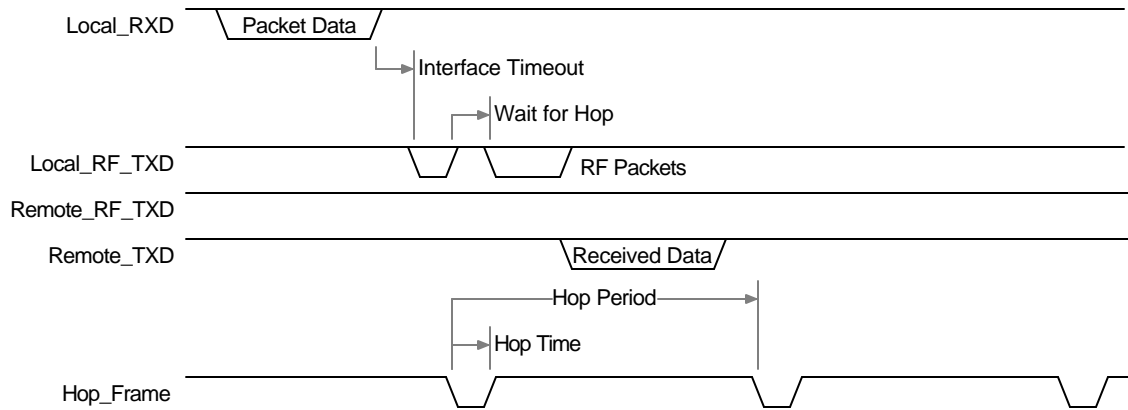 Local_RXD
Packet Data
Interface Timeout
Wait for Hop
Local_RF_TXD
RF Packets
Remote_RF_TXD
Remote_TXD
Received Data
Hop Period
Hop Time
Hop_Frame